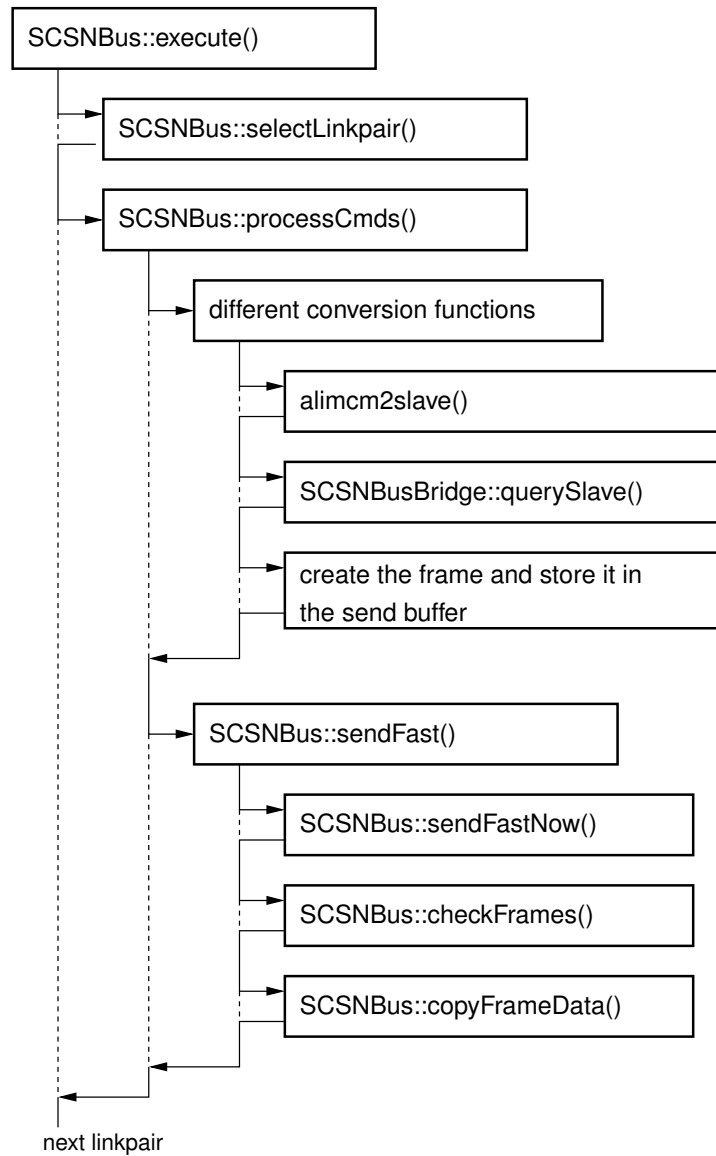 SCSNBus::execute()
SCSNBus::selectLinkpair()
SCSNBus::processCmds()
different conversion functions
alimcm2slave()
SCSNBusBridge::querySlave()
create the frame and store it in
the send buffer
SCSNBus::sendFast()
SCSNBus::sendFastNow()
SCSNBus::checkFrames()
SCSNBus::copyFrameData()
next linkpair